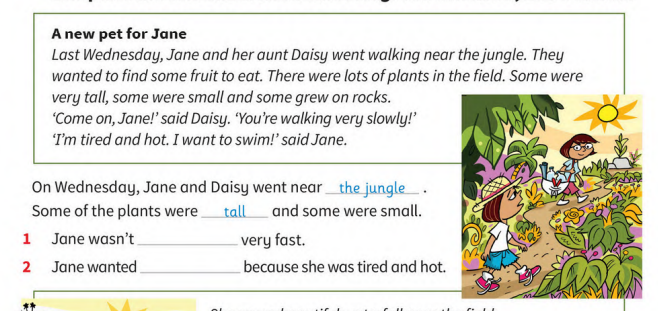 A new pet for Jane
Last Wednesday, Jane and her aunt Daisy went walking near the jungle. They
wanted to find some fruit to eat. There were lots of plants in the field. Some were
very tall, some were small and some grew on rocks.
‘Come on, Jane!’ said Daisy. ‘You’re walking very slowly!’
‘I’m tired and hot. I want to swim!’ said Jane.
On Wednesday, Jane and Daisy went near the jungle .
Some of the plants were tall and some were small.
1 Jane wasn’t ____________ very fast.
2 Jane wanted ____________ because she was tired and hot.